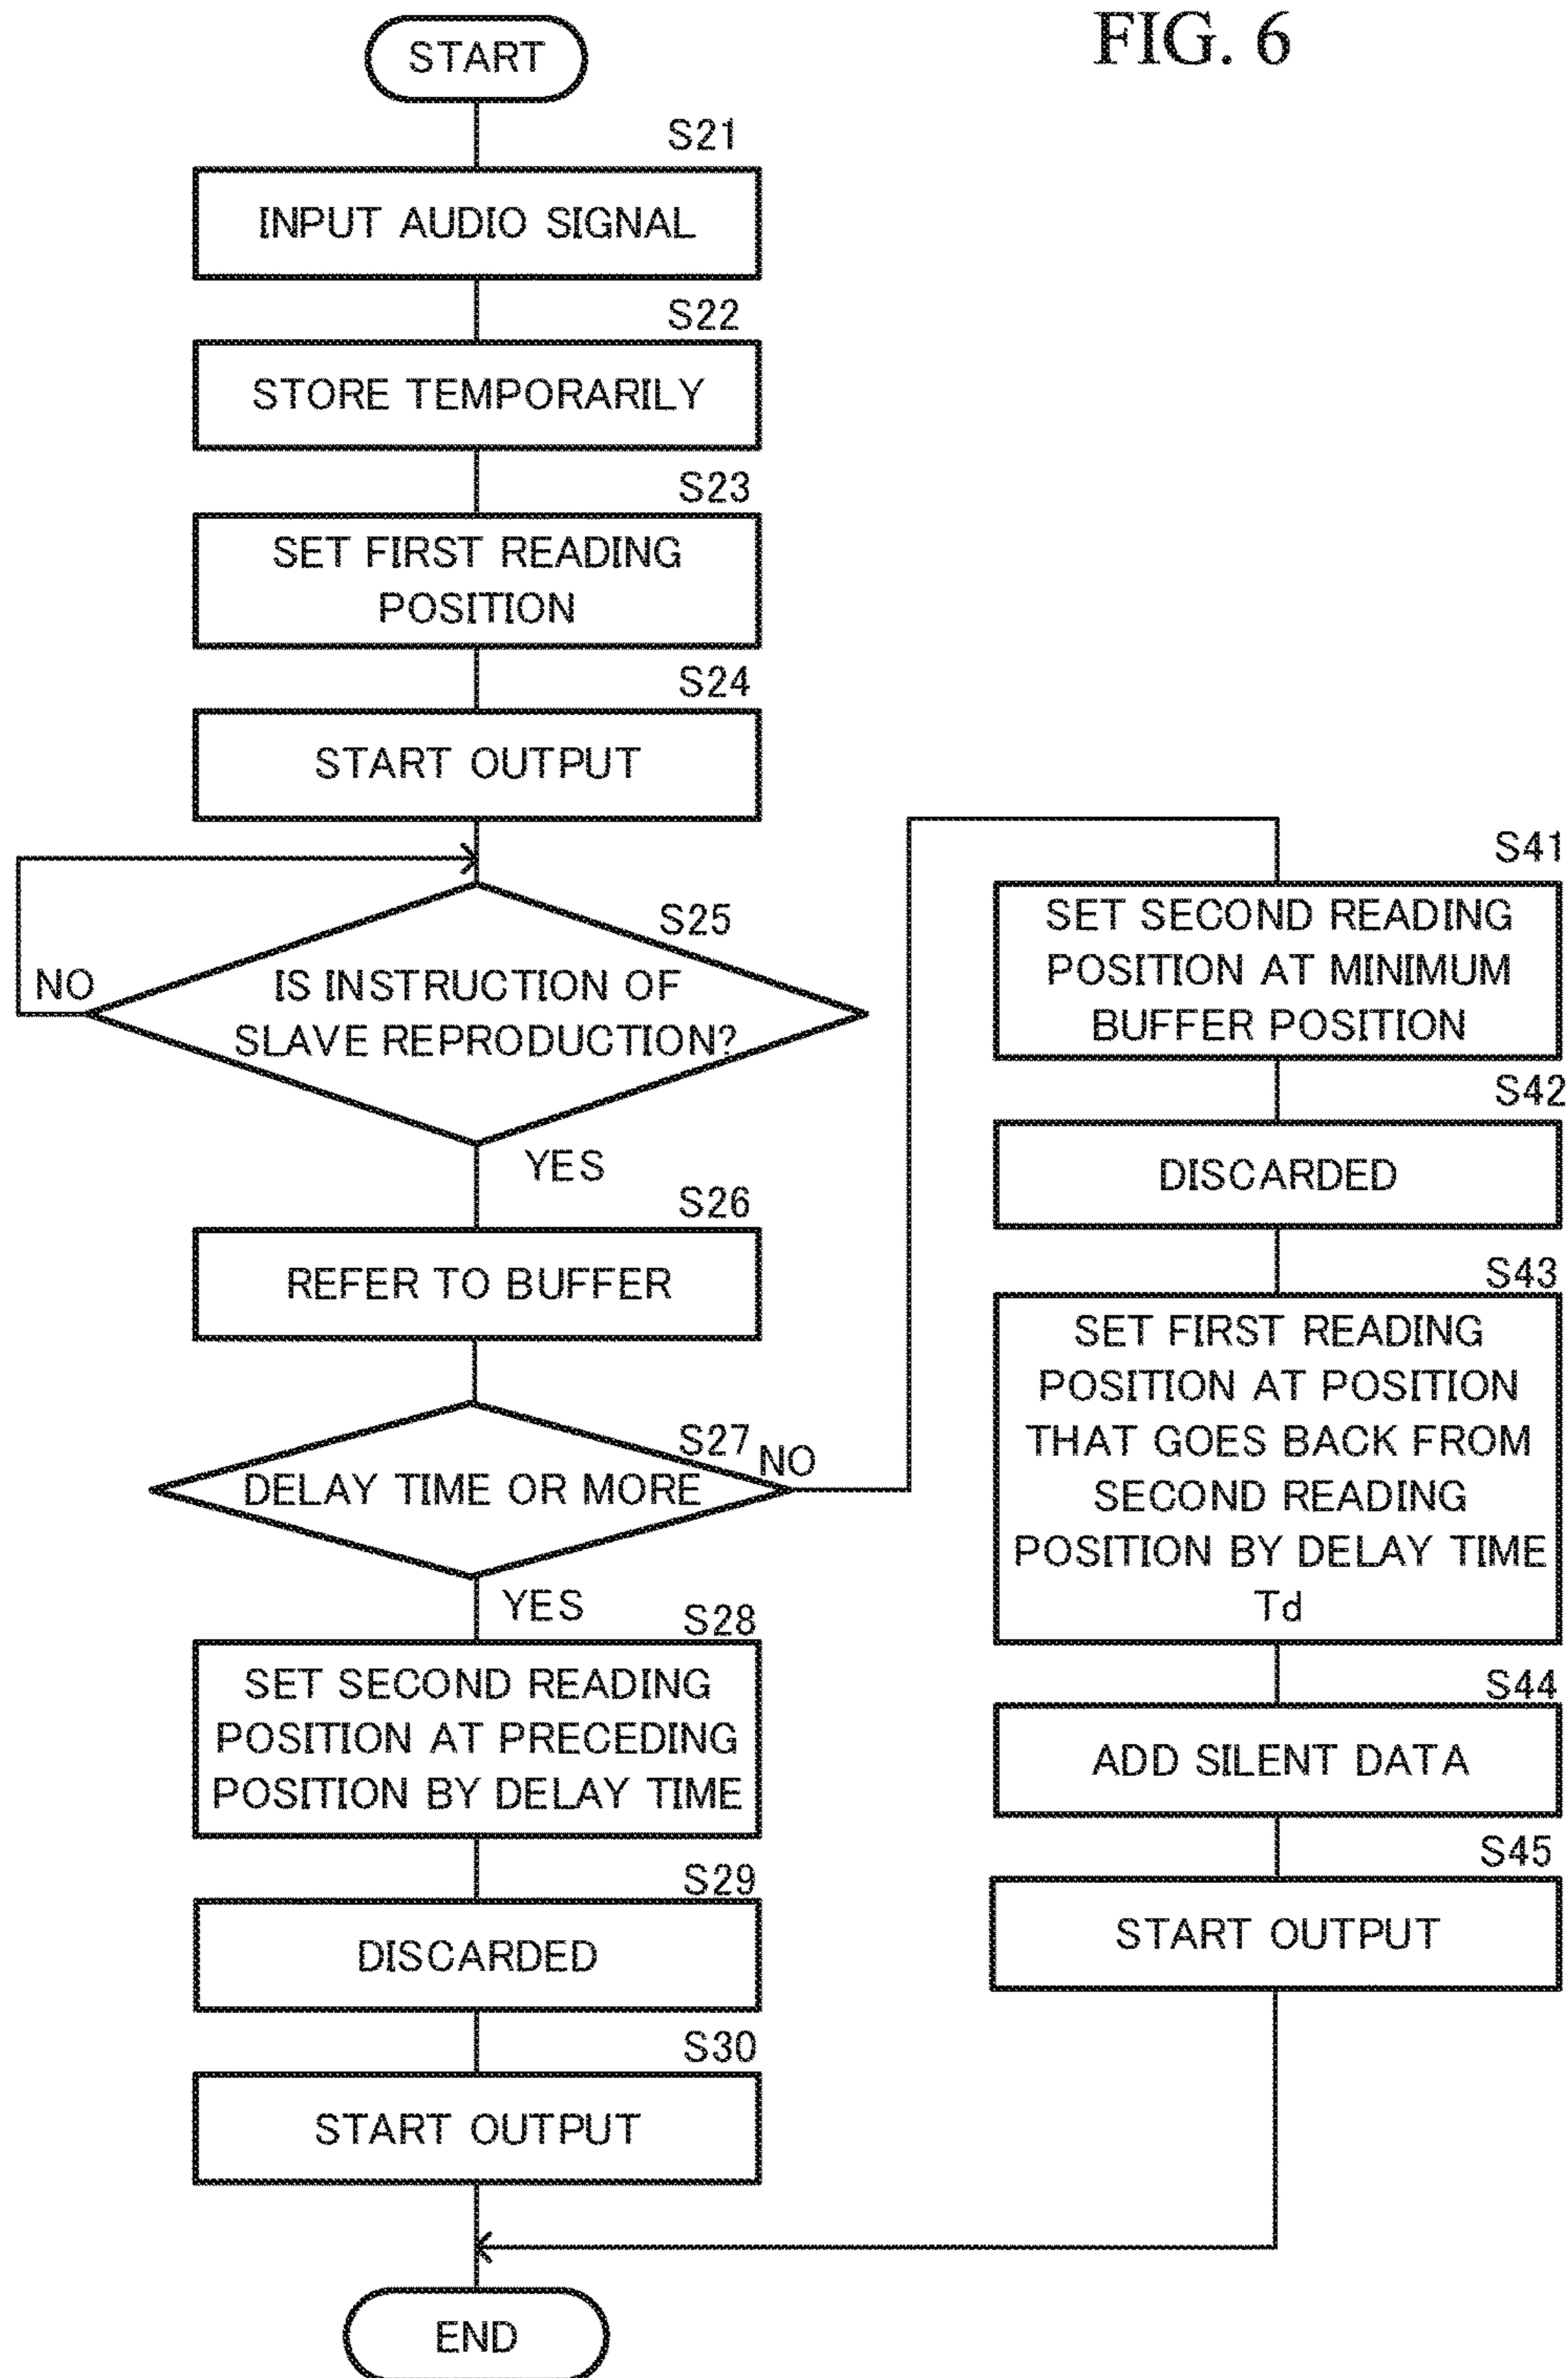 FIG. 6
START
S21
INPUT AUDIO SIGNAL
S22
STORE TEMPORARILY
S23
SET FIRST READING
POSITION
S24
START OUTPUT
S25
IS INSTRUCTION OF
SLAVE REPRODUCTION?
NO
YES
S26
REFER TO BUFFER
S27
DELAY TIME OR MORE
NO
YES
S28
SET SECOND READING
POSITION AT PRECEDING
POSITION BY DELAY TIME
S29
DISCARDED
S30
START OUTPUT
S41
SET SECOND READING
POSITION AT MINIMUM
BUFFER POSITION
S42
DISCARDED
S43
SET FIRST READING
POSITION AT POSITION
THAT GOES BACK FROM
SECOND READING
POSITION BY DELAY TIME
Td
S44
ADD SILENT DATA
S45
START OUTPUT
END